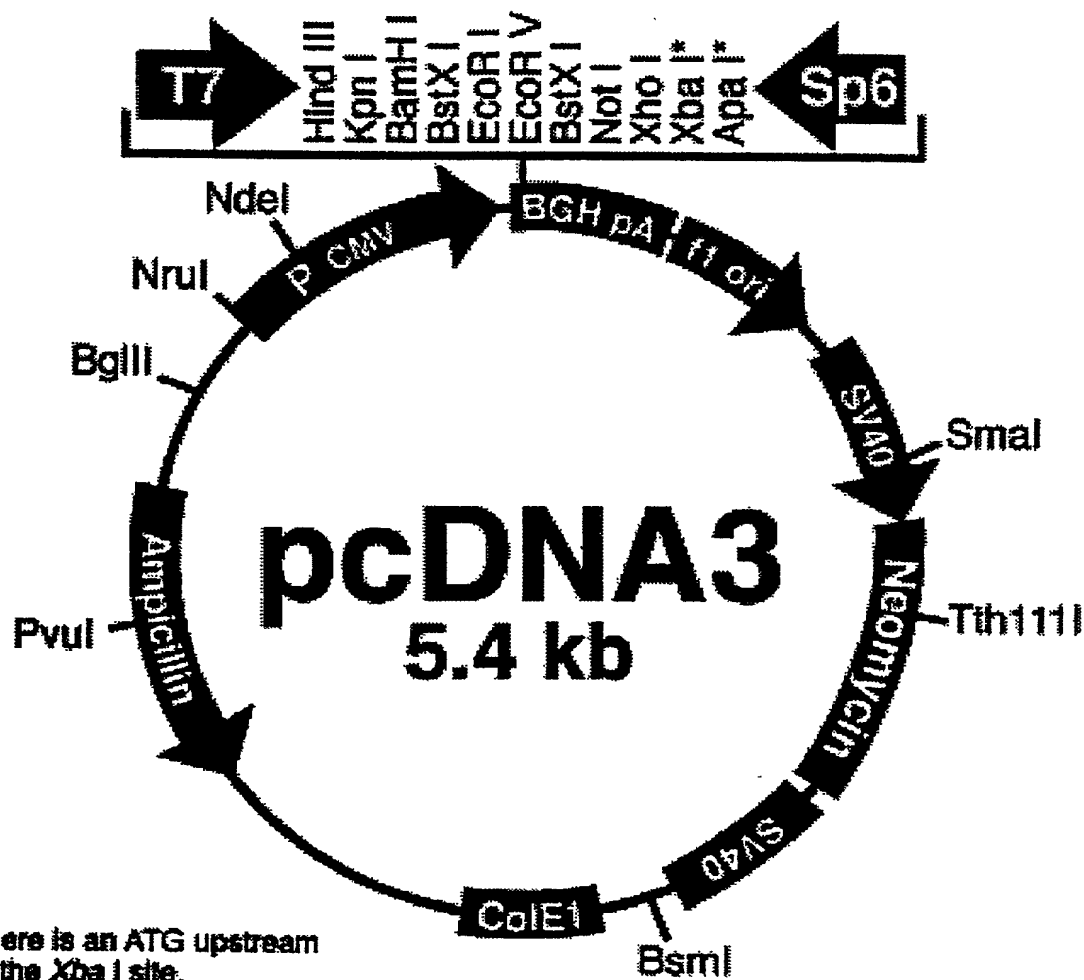 T7
Hind III
Kpn I
BamH I
BstX I
EcoR I
EcoR V
BstX I
Not I
Xho I
Xba I*
Apa I*
Sp6
NdeI
NruI
BglII
PvuI
P CMV
BGH pA
f1 ori
SV40
SmaI
Neomycin
Tth111I
SV40
BsmI
ColE1
Ampicillin
pcDNA3
5.4 kb
ere is an ATG upstream
the Xba I site.